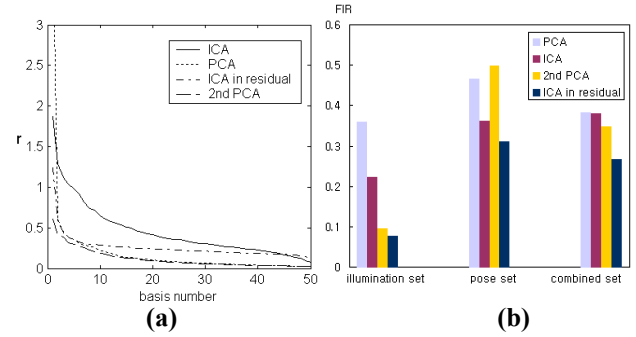 3
2.5
2
r
1.5
1
0.5
0
0 10 20 30 40 50
basis number
ICA
PCA
ICA in residual
2nd PCA
(a)
FIR
0.6
0.5
0.4
0.3
0.2
0.1
0
PCA
ICA
2nd PCA
ICA in residual
illumination set pose set combined set
(b)